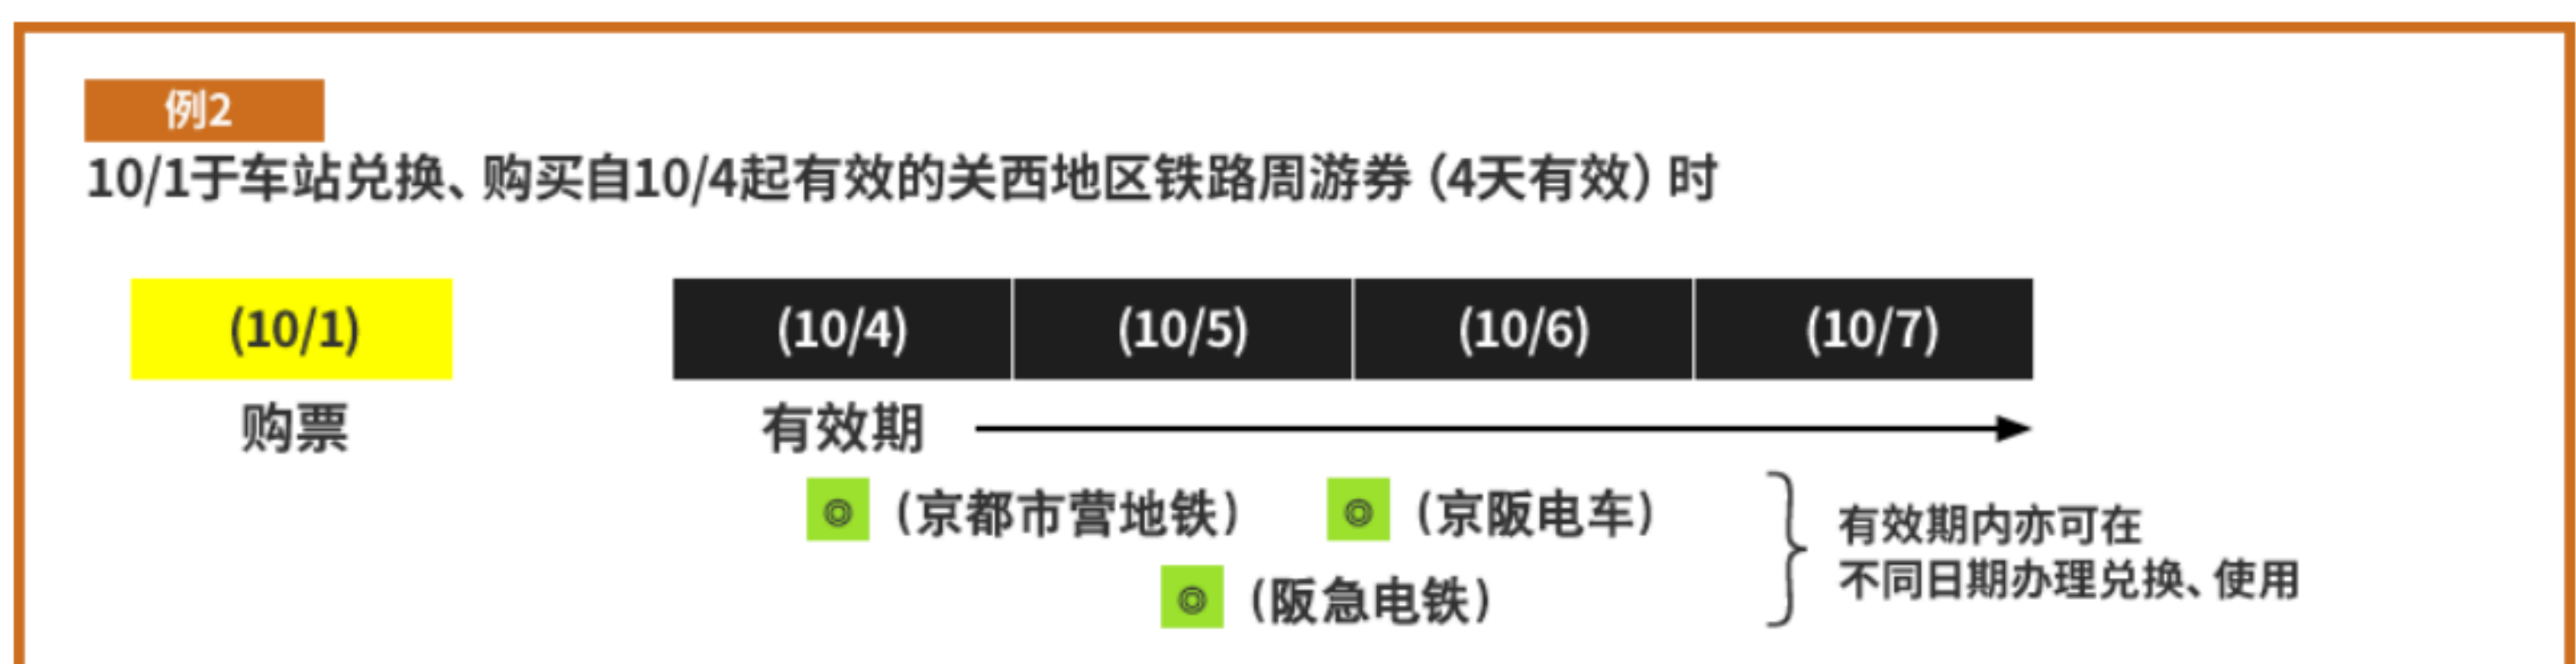 例2
10/1于车站兑换、购买自10/4起有效的关西地区铁路周游券（4天有效）时
(10/1) (10/4) (10/5) (10/6) (10/7)
购票 有效期
◎（京都市营地铁） ◎（京阪电车）
◎（阪急电铁）
有效期内亦可在
不同日期办理兑换、使用